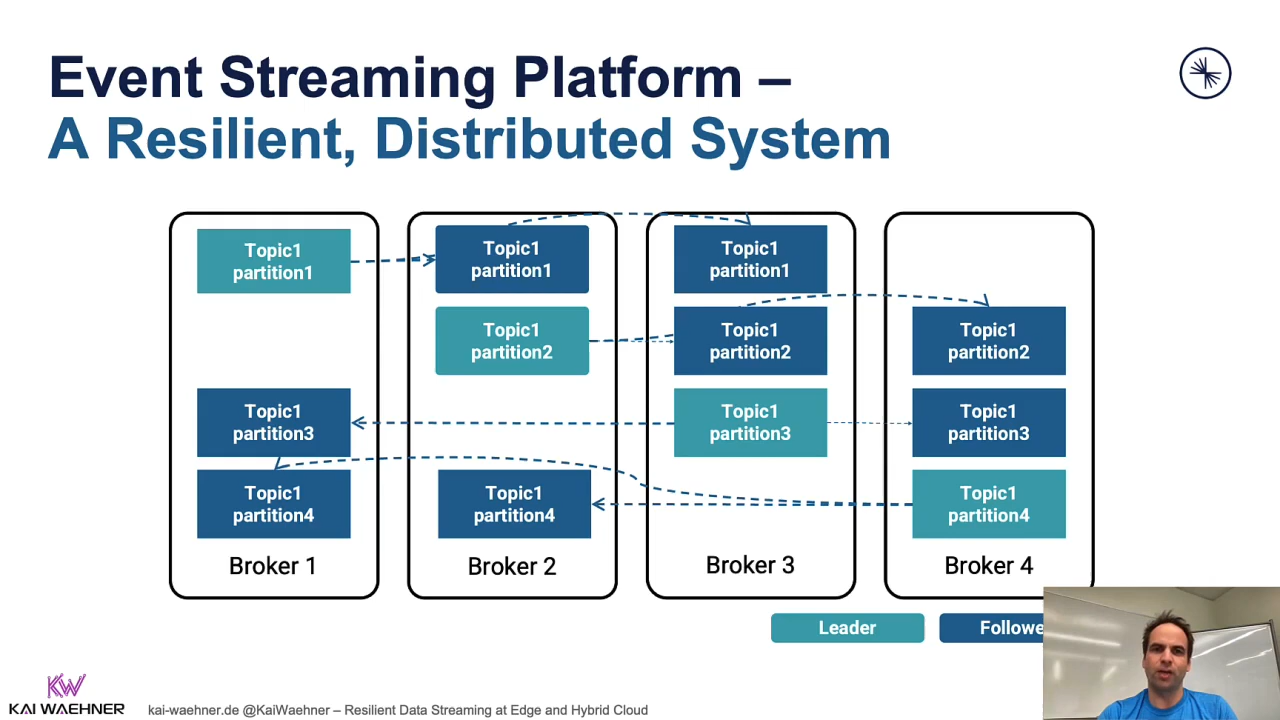 Event Streaming Platform –
A Resilient, Distributed System
Topic1
partition1
Topic1
partition1
Topic1
partition1
Topic1
partition2
Topic1
partition2
Topic1
partition2
Topic1
partition3
Topic1
partition3
Topic1
partition3
Topic1
partition4
Topic1
partition4
Topic1
partition4
Broker 1
Broker 2
Broker 3
Broker 4
Leader
Followe
KW
KAI WAEHNER
kai-waehner.de @KaiWaehner – Resilient Data Streaming at Edge and Hybrid Cloud